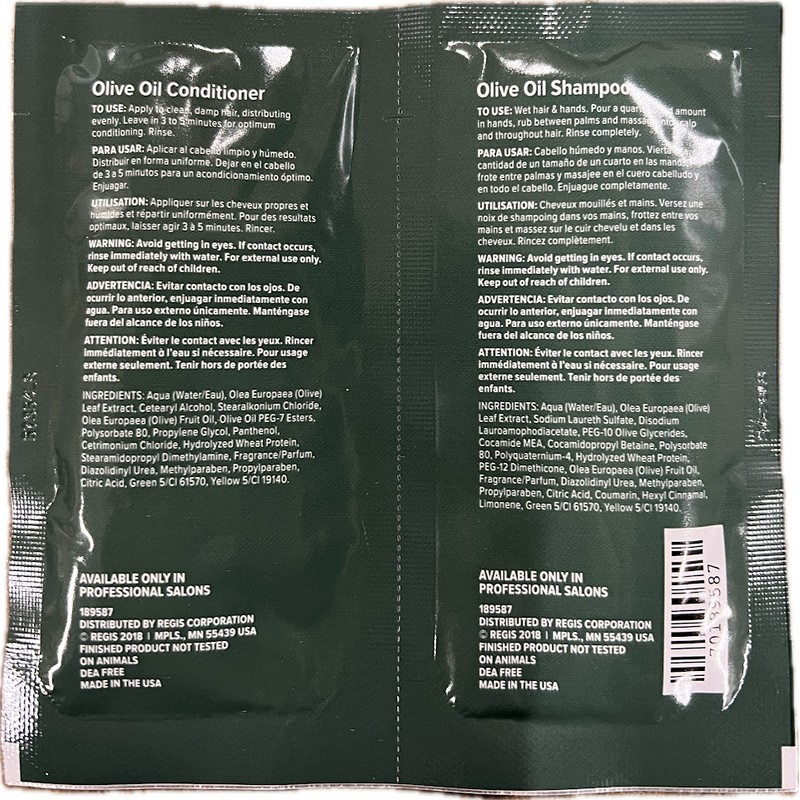 Olive Oil Conditioner
TO USE: Apply to clean, damp hair, distributing
evenly. Leave in 3 to 5 minutes for optimum
conditioning. Rinse.
PARA USAR: Aplicar al cabello limpio y húmedo.
Distribuir en forma uniforme. Dejar en el cabello
de 3 a 5 minutos para un acondicionamiento óptimo.
Enjuagar.
UTILISATION: Appliquer sur les cheveux propres et
humides et répartir uniformément. Pour des resultats
optimaux, laisser agir 3 à 5 minutes. Rincer.
WARNING: Avoid getting in eyes. If contact occurs,
rinse immediately with water. For external use only.
Keep out of reach of children.
ADVERTENCIA: Evitar contacto con los ojos. De
ocurrir lo anterior, enjuagar inmediatamente con
agua. Para uso externo únicamente. Manténgase
fuera del alcance de los niños.
ATTENTION: Éviter le contact avec les yeux. Rincer
immédiatement à l'eau si nécessaire. Pour usage
externe seulement. Tenir hors de portée des
enfants.
INGREDIENTS: Aqua (Water/Eau), Olea Europaea (Olive)
Leaf Extract, Cetearyl Alcohol, Stearalkonium Chloride,
Olea Europaea (Olive) Fruit Oil, Olive Oil PEG-7 Esters,
Polysorbate 80, Propylene Glycol, Panthenol,
Cetrimonium Chloride, Hydrolyzed Wheat Protein,
Stearamidopropyl Dimethylamine, Fragrance/Parfum,
Diazolidinyl Urea, Methylparaben, Propylparaben,
Citric Acid, Green 5/CI 61570, Yellow 5/CI 19140.
AVAILABLE ONLY IN
PROFESSIONAL SALONS
189587
DISTRIBUTED BY REGIS CORPORATION
© REGIS 2018 | MPLS., MN 55439 USA
FINISHED PRODUCT NOT TESTED
ON ANIMALS
DEA FREE
MADE IN THE USA
Olive Oil Shampoo
TO USE: Wet hair & hands. Pour a amount
in hands, rub between palms and massage into scalp
and throughout hair. Rinse completely.
PARA USAR: Cabello húmedo y manos. Vierta
cantidad de un tamaño de un cuarto en las manos,
frote entre palmas y masajee en el cuero cabelludo y
en todo el cabello. Enjuague completamente.
UTILISATION: Cheveux mouillés et mains. Versez une
noix de shampoing dans vos mains, frottez entre vos
mains et massez sur le cuir chevelu et dans les
cheveux. Rincez complètement.
WARNING: Avoid getting in eyes. If contact occurs,
rinse immediately with water. For external use only.
Keep out of reach of children.
ADVERTENCIA: Evitar contacto con los ojos. De
ocurrir lo anterior, enjuagar inmediatamente con
agua. Para uso externo únicamente. Manténgase
fuera del alcance de los niños.
ATTENTION: Éviter le contact avec les yeux. Rincer
immédiatement à l'eau si nécessaire. Pour usage
externe seulement. Tenir hors de portée des
enfants.
INGREDIENTS: Aqua (Water/Eau), Olea Europaea (Olive)
Leaf Extract, Sodium Laureth Sulfate, Disodium
Lauroamphodiacetate, PEG-10 Olive Glycerides,
Cocamide MEA, Cocamidopropyl Betaine, Polysorbate
80, Polyquaternium-4, Hydrolyzed Wheat Protein,
PEG-12 Dimethicone, Olea Europaea (Olive) Fruit Oil,
Fragrance/Parfum, Diazolidinyl Urea, Methylparaben,
Propylparaben, Citric Acid, Coumarin, Hexyl Cinnamal,
Limonene, Green 5/CI 61570, Yellow 5/CI 19140.
AVAILABLE ONLY IN
PROFESSIONAL SALONS
189587
DISTRIBUTED BY REGIS CORPORATION
© REGIS 2018 | MPLS., MN 55439 USA
FINISHED PRODUCT NOT TESTED
ON ANIMALS
DEA FREE
MADE IN THE USA